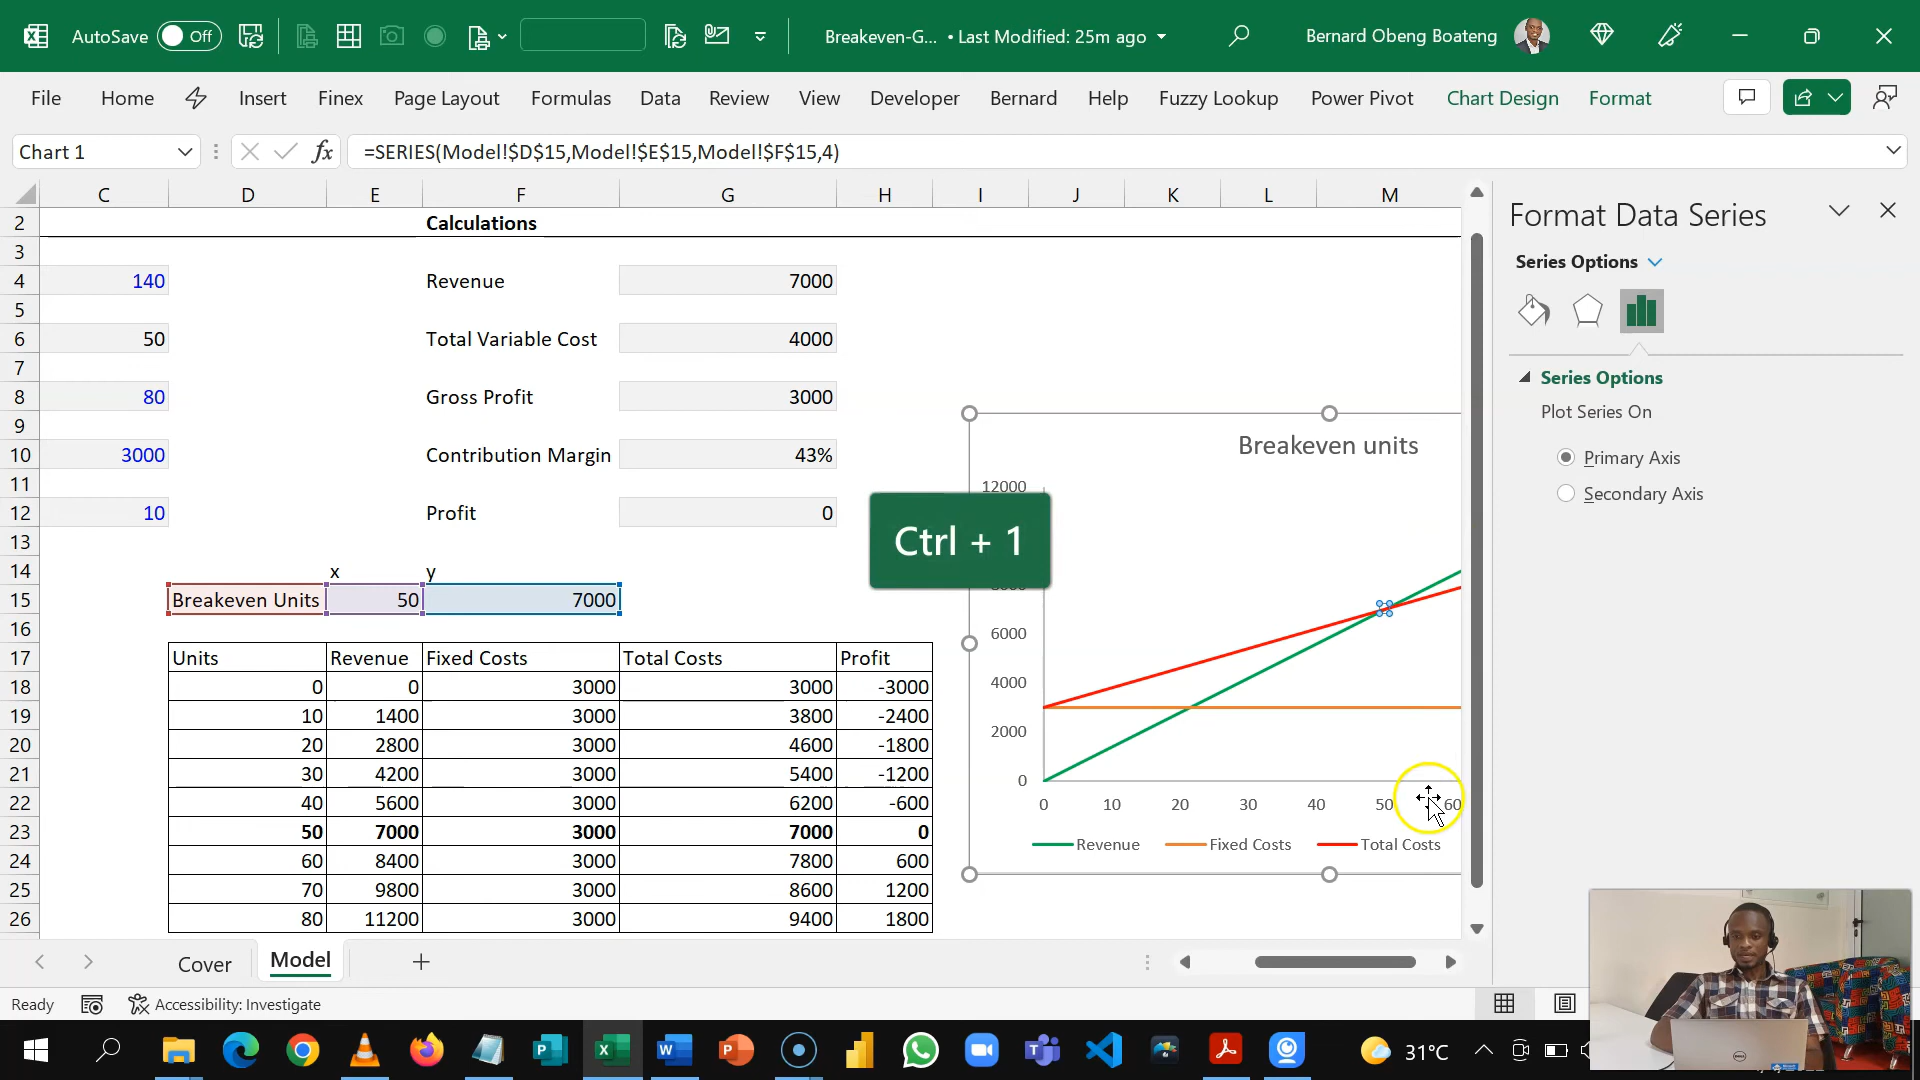 AutoSave Off Breakeven-G... • Last Modified: 25m ago Bernard Obeng Boateng
File Home Insert Finex Page Layout Formulas Data Review View Developer Bernard Help Fuzzy Lookup Power Pivot Chart Design Format
Chart 1 fx =SERIES(Model!$D$15,Model!$E$15,Model!$F$15,4)
C D E F G H I J K L M
2 Calculations
3
4 140 Revenue 7000
5
6 50 Total Variable Cost 4000
7
8 80 Gross Profit 3000
9
10 3000 Contribution Margin 43%
11
12 10 Profit 0
13
14 x y
15 Breakeven Units 50 7000
16
17 Units Revenue Fixed Costs Total Costs Profit
18 0 0 3000 3000 -3000
19 10 1400 3000 3800 -2400
20 20 2800 3000 4600 -1800
21 30 4200 3000 5400 -1200
22 40 5600 3000 6200 -600
23 50 7000 3000 7000 0
24 60 8400 3000 7800 600
25 70 9800 3000 8600 1200
26 80 11200 3000 9400 1800
Breakeven units
12000
6000
4000
2000
0
0 10 20 30 40 50 60
Revenue Fixed Costs Total Costs
Ctrl + 1
Format Data Series
Series Options
Series Options
Plot Series On
Primary Axis
Secondary Axis
Cover Model
Ready Accessibility: Investigate
31°C